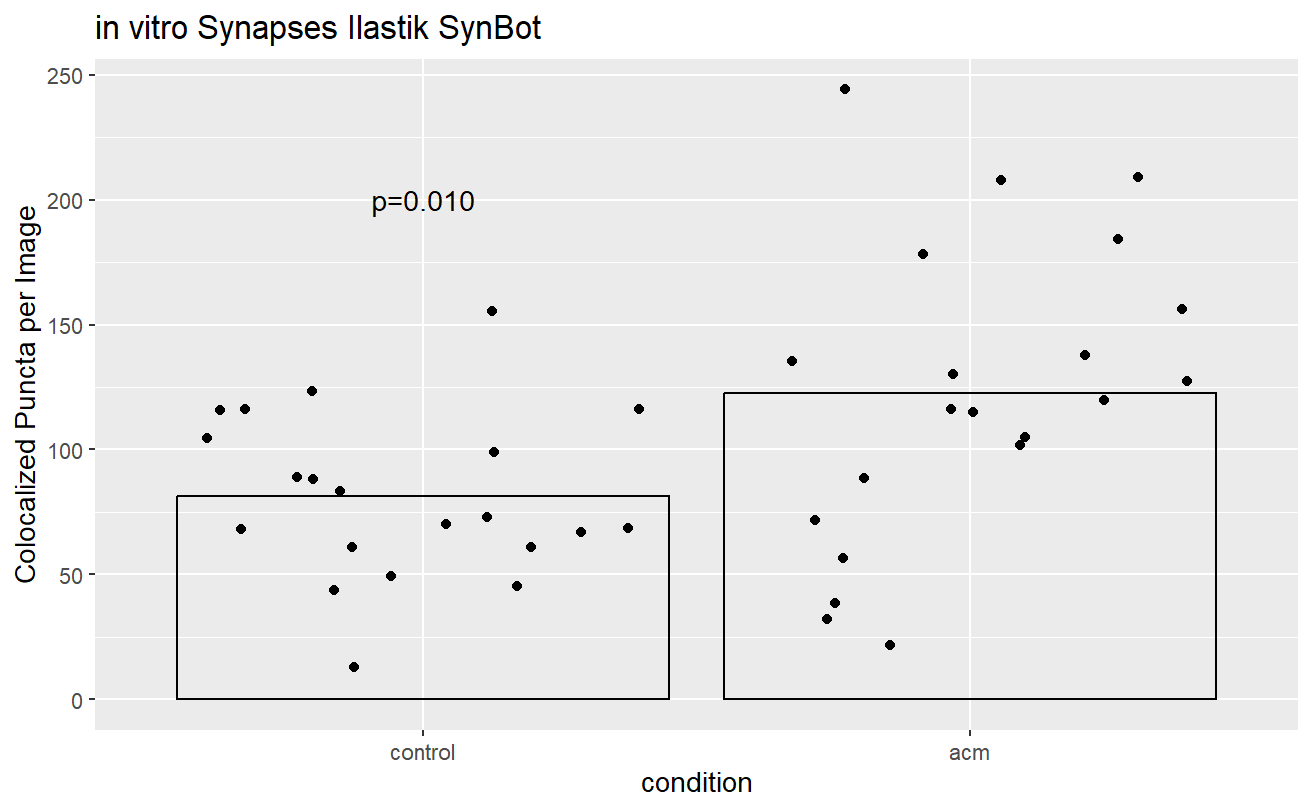 in vitro Synapses Ilastik SynBot
Colocalized Puncta per Image
250
200
150
100
50
0
p=0.010
control
acm
condition